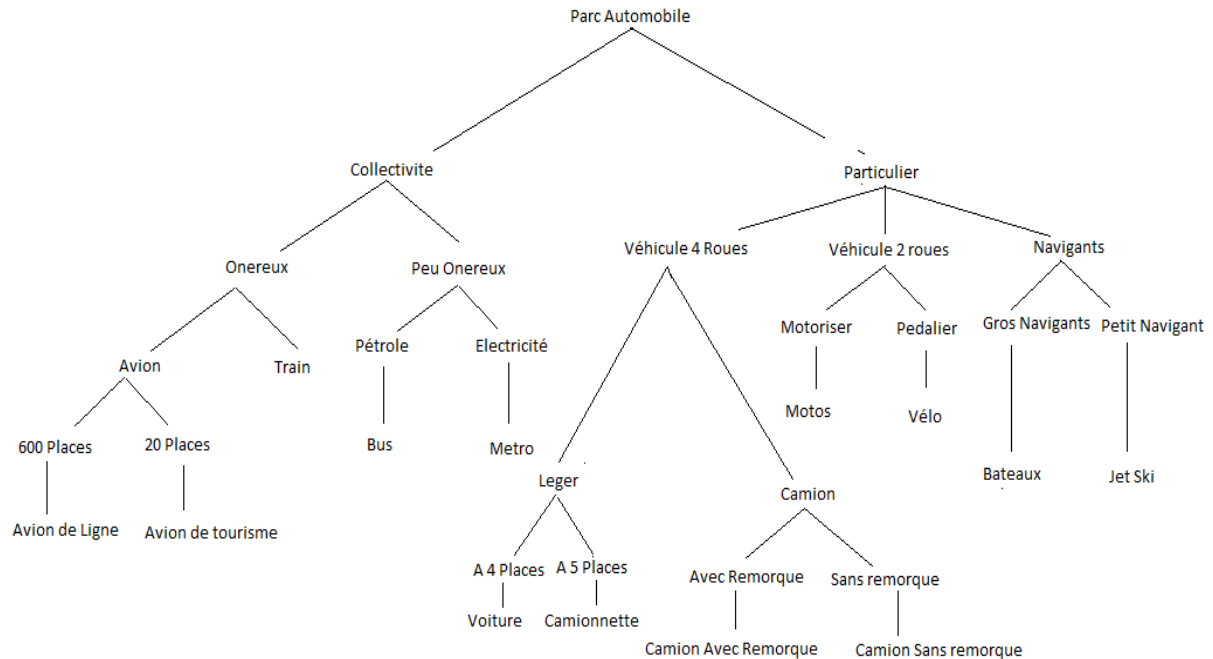 Parc Automobile
Collectivite
Particulier
Véhicule 4 Roues
Véhicule 2 roues
Navigants
Onereux
Peu Onereux
Motoriser
Pedalier
Gros Navigants
Petit Navigant
Pétrole
Electricité
Avion
Train
Motos
Vélo
600 Places
20 Places
Bus
Metro
Bateaux
Jet Ski
Leger
Camion
Avion de Ligne
Avion de tourisme
A 4 Places
A 5 Places
Avec Remorque
Sans remorque
Voiture
Camionnette
Camion Avec Remorque
Camion Sans remorque